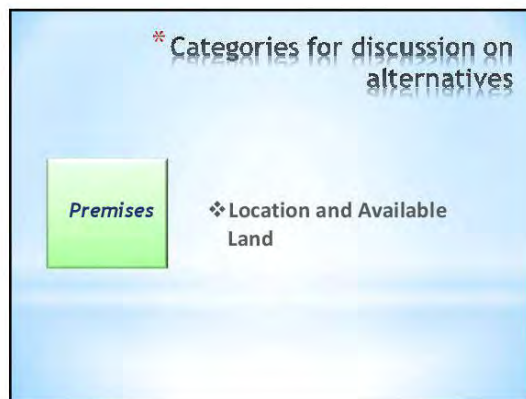 * Categories for discussion on
alternatives
Premises
❖ Location and Available
Land